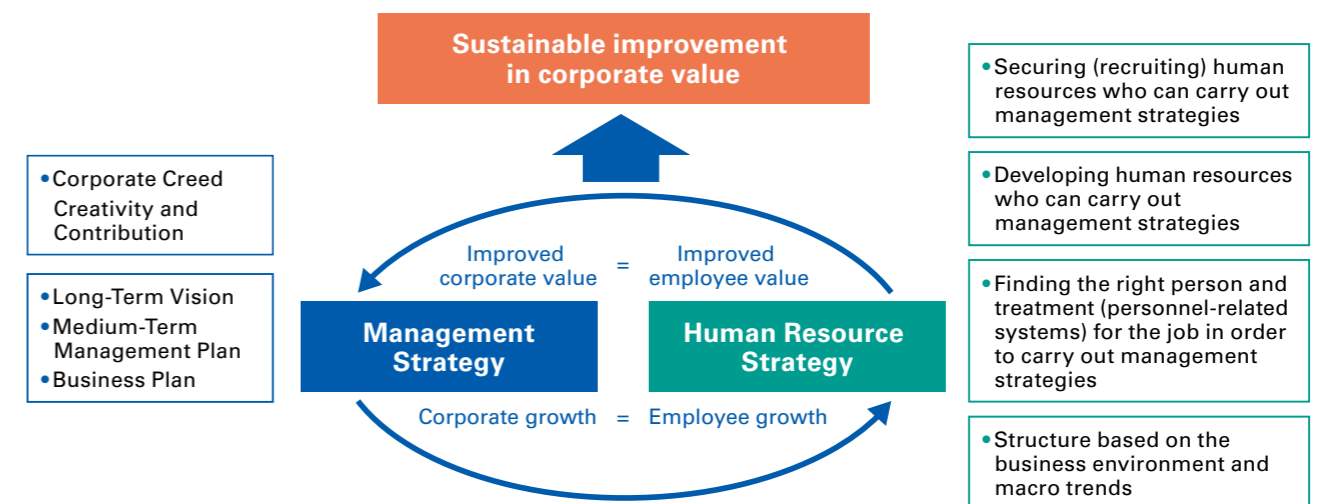 Sustainable improvement
in corporate value
•Corporate Creed
Creativity and
Contribution
•Long-Term Vision
•Medium-Term
Management Plan
•Business Plan
Improved
corporate value
=
Improved
employee value
Management
Strategy
Human Resource
Strategy
Corporate growth = Employee growth
•Securing (recruiting) human
resources who can carry out
management strategies
•Developing human resources
who can carry out
management strategies
•Finding the right person and
treatment (personnel-related
systems) for the job in order
to carry out management
strategies
•Structure based on the
business environment and
macro trends